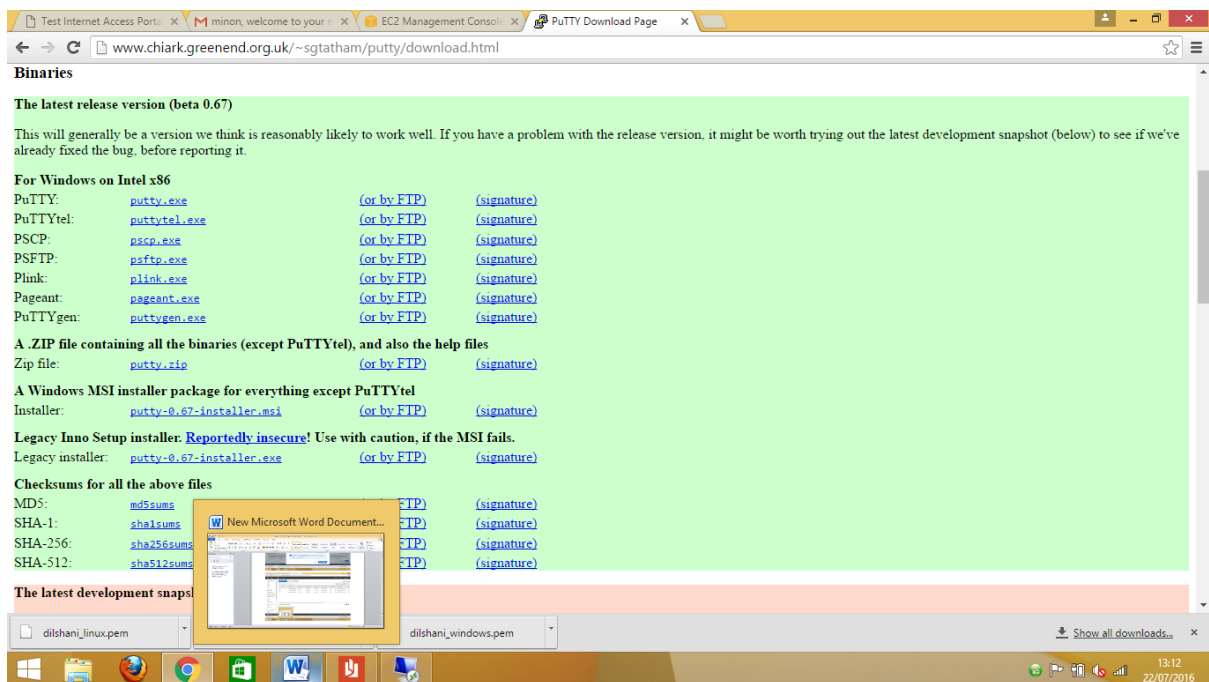 Test Internet Access Porta
minon, welcome to your n
EC2 Management Console
PuTTY Download Page
www.chiark.greenend.org.uk/~sgtatham/putty/download.html
Binaries
The latest release version (beta 0.67)
This will generally be a version we think is reasonably likely to work well. If you have a problem with the release version, it might be worth trying out the latest development snapshot (below) to see if we've
already fixed the bug, before reporting it.
For Windows on Intel x86
PuTTY: putty.exe (or by FTP) (signature)
PuTTYtel: puttytel.exe (or by FTP) (signature)
PSCP: pscp.exe (or by FTP) (signature)
PSFTP: psftp.exe (or by FTP) (signature)
Plink: plink.exe (or by FTP) (signature)
Pageant: pageant.exe (or by FTP) (signature)
PuTTYgen: puttygen.exe (or by FTP) (signature)
A .ZIP file containing all the binaries (except PuTTYtel), and also the help files
Zip file: putty.zip (or by FTP) (signature)
A Windows MSI installer package for everything except PuTTYtel
Installer: putty-0.67-installer.msi (or by FTP) (signature)
Legacy Inno Setup installer. Reportedly insecure! Use with caution, if the MSI fails.
Legacy installer: putty-0.67-installer.exe (or by FTP) (signature)
Checksums for all the above files
MD5: md5sums FTP) (signature)
SHA-1: sha1sums FTP) (signature)
SHA-256: sha256sums FTP) (signature)
SHA-512: sha512sums FTP) (signature)
New Microsoft Word Document...
The latest development snaps
dilshani_linux.pem
dilshani_windows.pem
Show all downloads...
13:12
22/07/2016